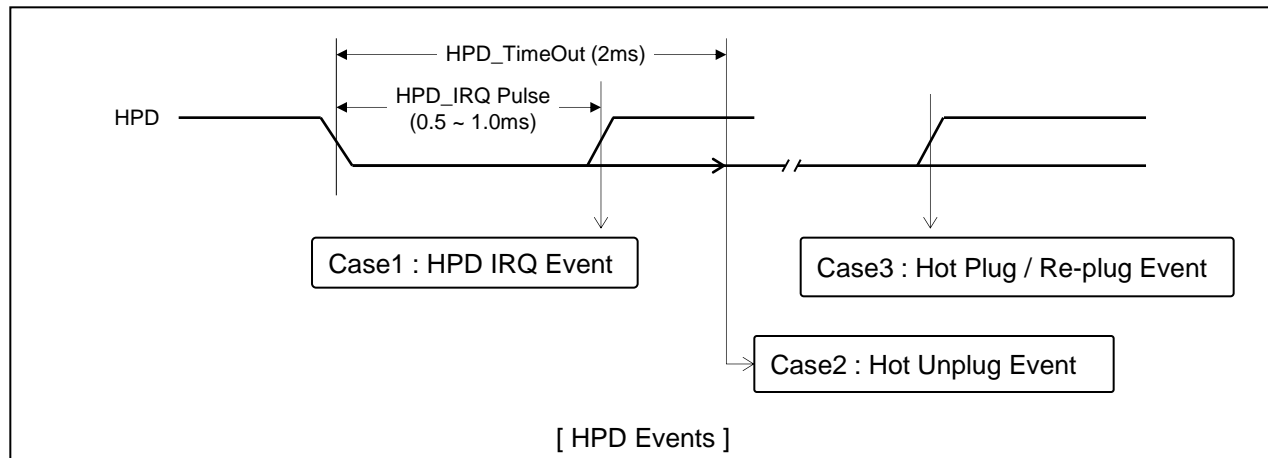 HPD_TimeOut (2ms)
HPD_IRQ Pulse
(0.5 ~ 1.0ms)
HPD
Case1 : HPD IRQ Event
Case3 : Hot Plug / Re-plug Event
Case2 : Hot Unplug Event
[ HPD Events ]